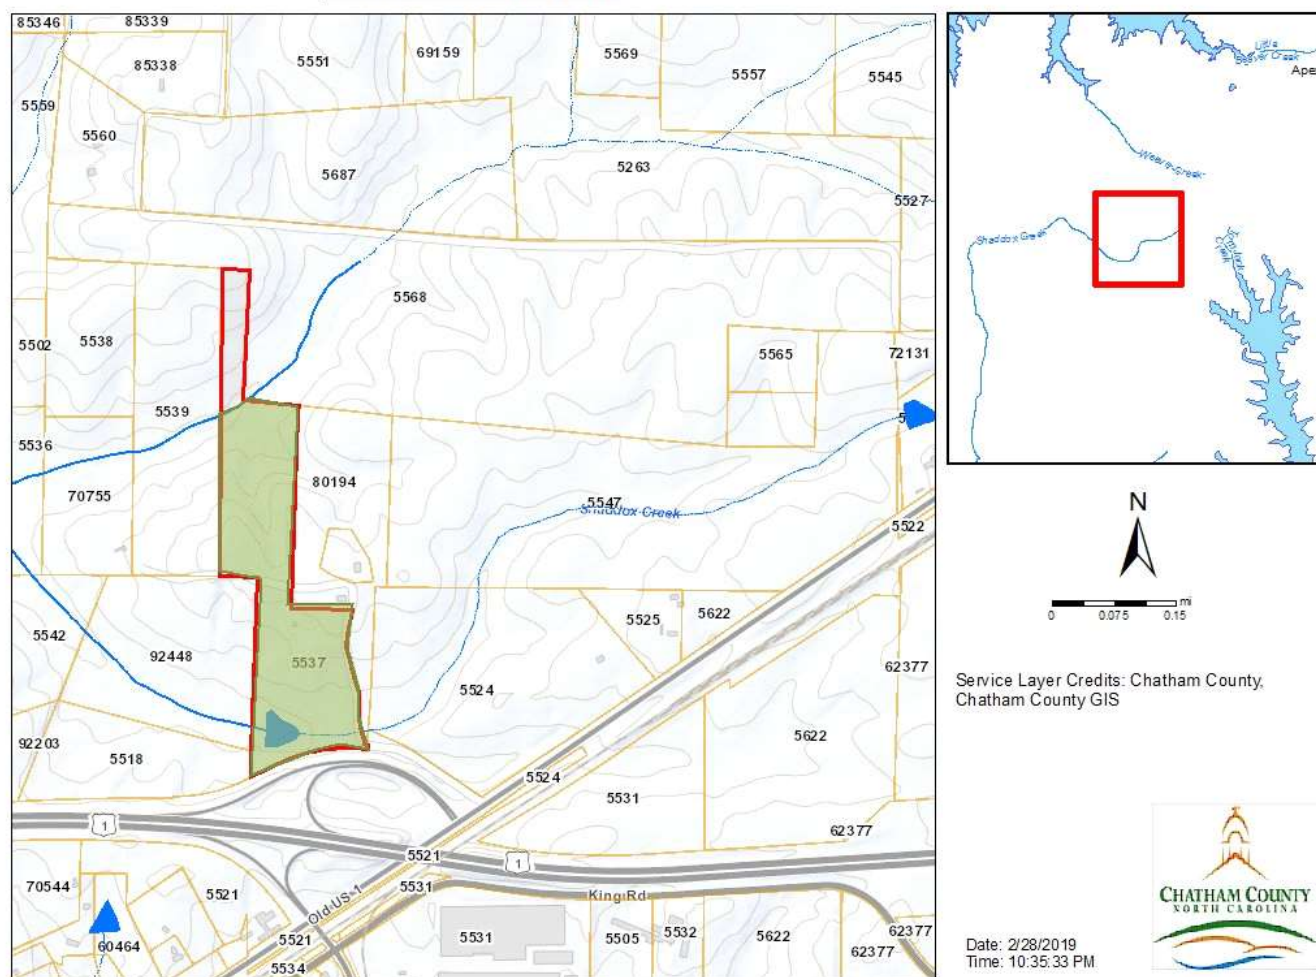 85346
85339
85338
5551
69159
5569
5557
5545
5559
5560
5687
5263
5527
5568
5502
5538
5565
72131
5539
5536
70755
80194
5547
Shaddox Creek
5522
5542
92448
5537
5525
5622
5524
62377
92203
5518
5622
5524
5531
62377
1
5521
1
70544
5521
Old US-1
5531
King Rd
60464
5521
5534
5531
5505
5532
5622
62377
62377
Little
Beaver Creek
Ape
Weaver Creek
Shaddox Creek
Creek
N
mi
0 0.075 0.15
Service Layer Credits: Chatham County,
Chatham County GIS
CHATHAM COUNTY
NORTH CAROLINA
Date: 2/28/2019
Time: 10:35:33 PM